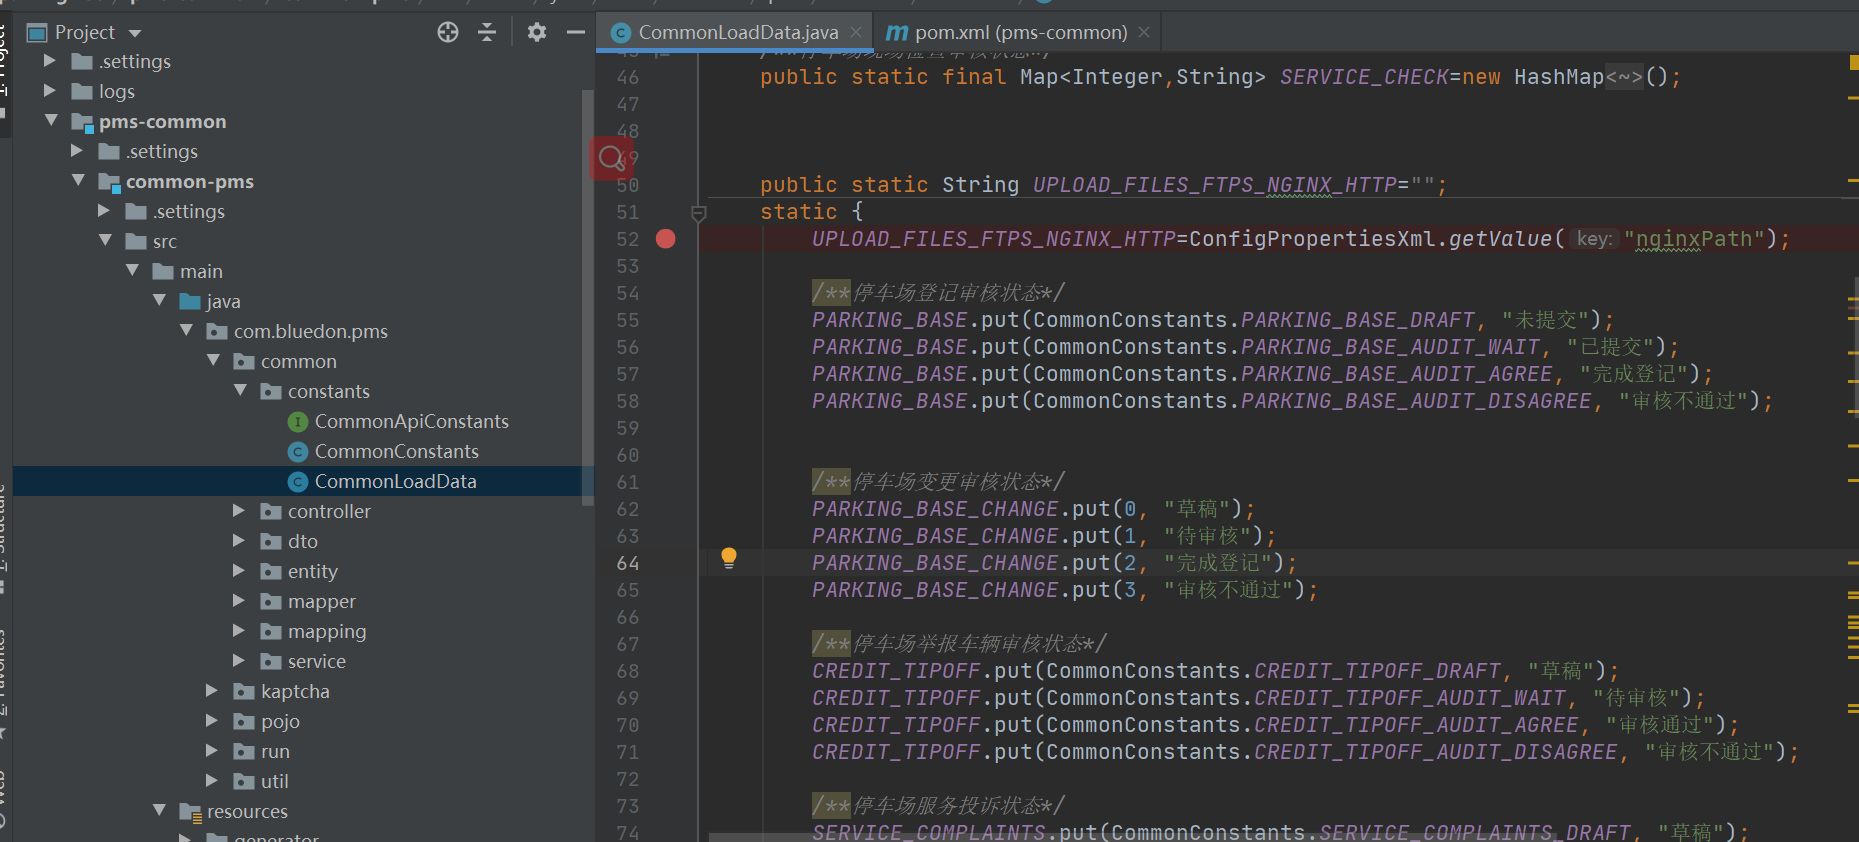 Project
CommonLoadData.java
pom.xml (pms-common)
.settings
logs
pms-common
.settings
common-pms
.settings
src
main
java
com.bluedon.pms
common
constants
CommonApiConstants
CommonConstants
CommonLoadData
controller
dto
entity
mapper
mapping
service
kaptcha
pojo
run
util
resources
generator
46 public static final Map<Integer,String> SERVICE_CHECK=new HashMap<~>();
47
48
49
50 public static String UPLOAD_FILES_FTPS_NGINX_HTTP="";
51 static {
52 UPLOAD_FILES_FTPS_NGINX_HTTP=ConfigPropertiesXml.getValue( key: "nginxPath");
53
54 /**停车场登记审核状态*/
55 PARKING_BASE.put(CommonConstants.PARKING_BASE_DRAFT, "未提交");
56 PARKING_BASE.put(CommonConstants.PARKING_BASE_AUDIT_WAIT, "已提交");
57 PARKING_BASE.put(CommonConstants.PARKING_BASE_AUDIT_AGREE, "完成登记");
58 PARKING_BASE.put(CommonConstants.PARKING_BASE_AUDIT_DISAGREE, "审核不通过");
59
60
61 /**停车场变更审核状态*/
62 PARKING_BASE_CHANGE.put(0, "草稿");
63 PARKING_BASE_CHANGE.put(1, "待审核");
64 PARKING_BASE_CHANGE.put(2, "完成登记");
65 PARKING_BASE_CHANGE.put(3, "审核不通过");
66
67 /**停车场举报车辆审核状态*/
68 CREDIT_TIPOFF.put(CommonConstants.CREDIT_TIPOFF_DRAFT, "草稿");
69 CREDIT_TIPOFF.put(CommonConstants.CREDIT_TIPOFF_AUDIT_WAIT, "待审核");
70 CREDIT_TIPOFF.put(CommonConstants.CREDIT_TIPOFF_AUDIT_AGREE, "审核通过");
71 CREDIT_TIPOFF.put(CommonConstants.CREDIT_TIPOFF_AUDIT_DISAGREE, "审核不通过");
72
73 /**停车场服务投诉状态*/
74 SERVICE_COMPLAINTS.put(CommonConstants.SERVICE_COMPLAINTS_DRAFT, "草稿");